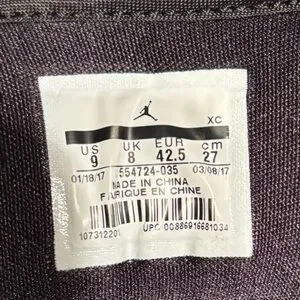 XC
US UK EUR cm
9 8 42.5 27
01/18/17 554724-035 03/08/17
MADE IN CHINA
FABRIQUE EN CHINE
1073122201 UPC 00886916681034